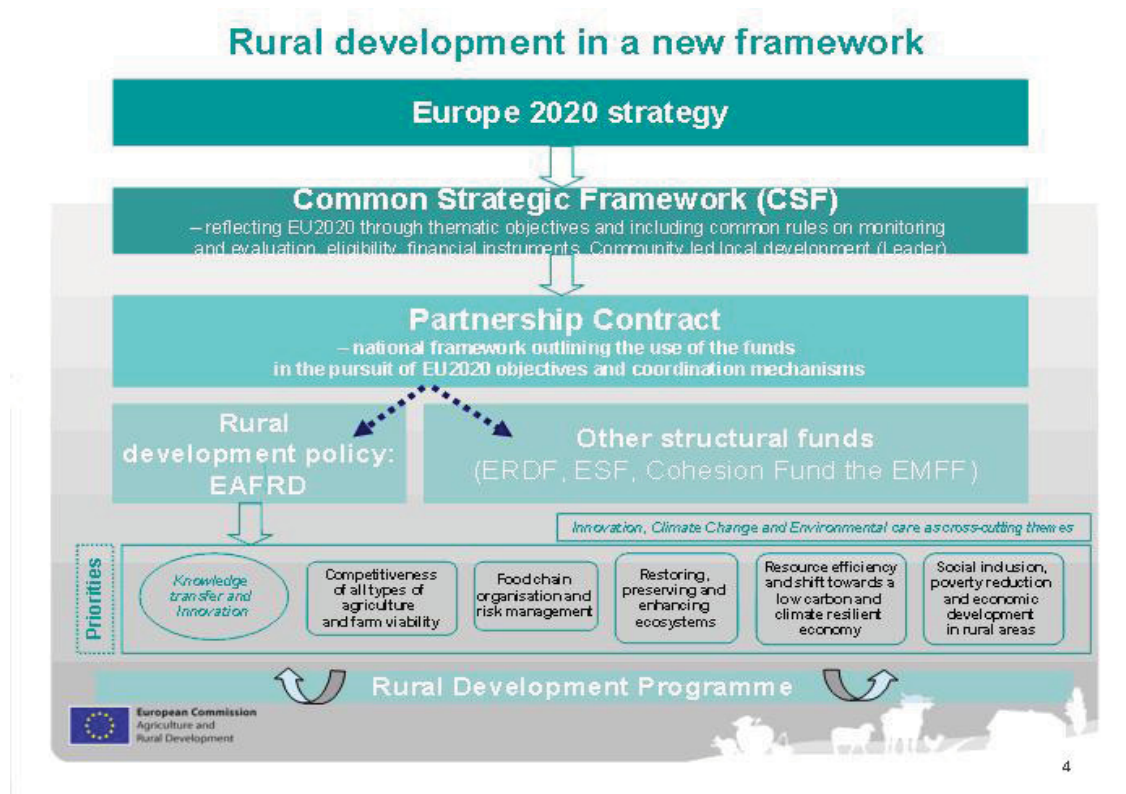 Rural development in a new framework
Europe 2020 strategy
Common Strategic Framework (CSF)
– reflecting EU2020 through thematic objectives and including common rules on monitoring
and evaluation, eligibility, financial instruments, Community led local development (Leader)
Partnership Contract
– national framework outlining the use of the funds
in the pursuit of EU2020 objectives and coordination mechanisms
Rural
development policy:
EAFRD
Other structural funds
(ERDF, ESF, Cohesion Fund the EMFF)
Innovation, Climate Change and Environmental care as cross-cutting themes
Priorities
Knowledge
transfer and
Innovation
Competitiveness
of all types of
agriculture
and farm viability
Food chain
organisation and
risk management
Restoring,
preserving and
enhancing
ecosystems
Resource efficiency
and shift towards a
low carbon and
climate resilient
economy
Social inclusion,
poverty reduction
and economic
development
in rural areas
Rural Development Programme
European Commission
Agriculture and
Rural Development
4